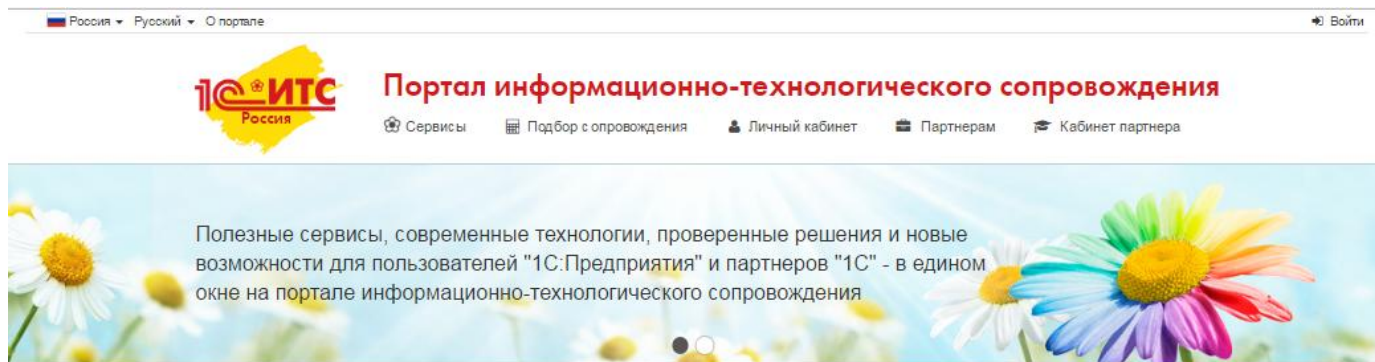 Россия Русский О портале Войти
1С ИТС
Россия
Портал информационно-технологического сопровождения
Сервисы Подбор сопровождения Личный кабинет Партнерам Кабинет партнера
Полезные сервисы, современные технологии, проверенные решения и новые
возможности для пользователей "1С:Предприятия" и партнеров "1С" - в едином
окне на портале информационно-технологического сопровождения